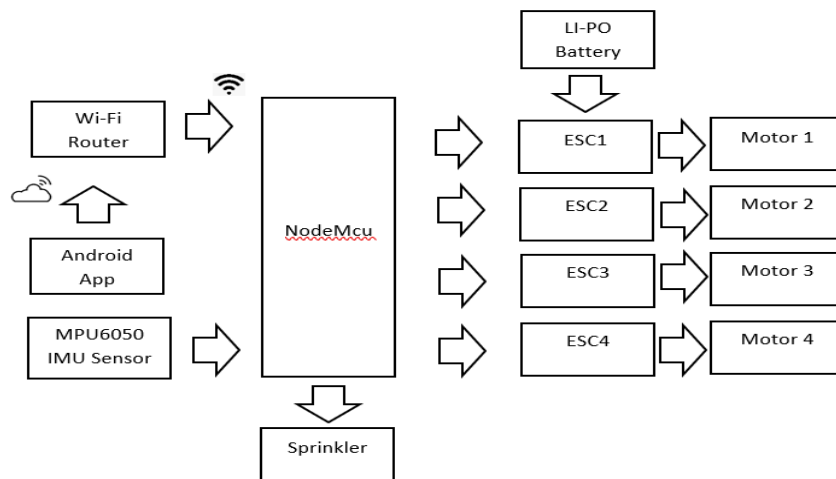 LI-PO
Battery
Wi-Fi
Router
ESC1
Motor 1
ESC2
Motor 2
NodeMcu
Android
App
ESC3
Motor 3
MPU6050
IMU Sensor
ESC4
Motor 4
Sprinkler